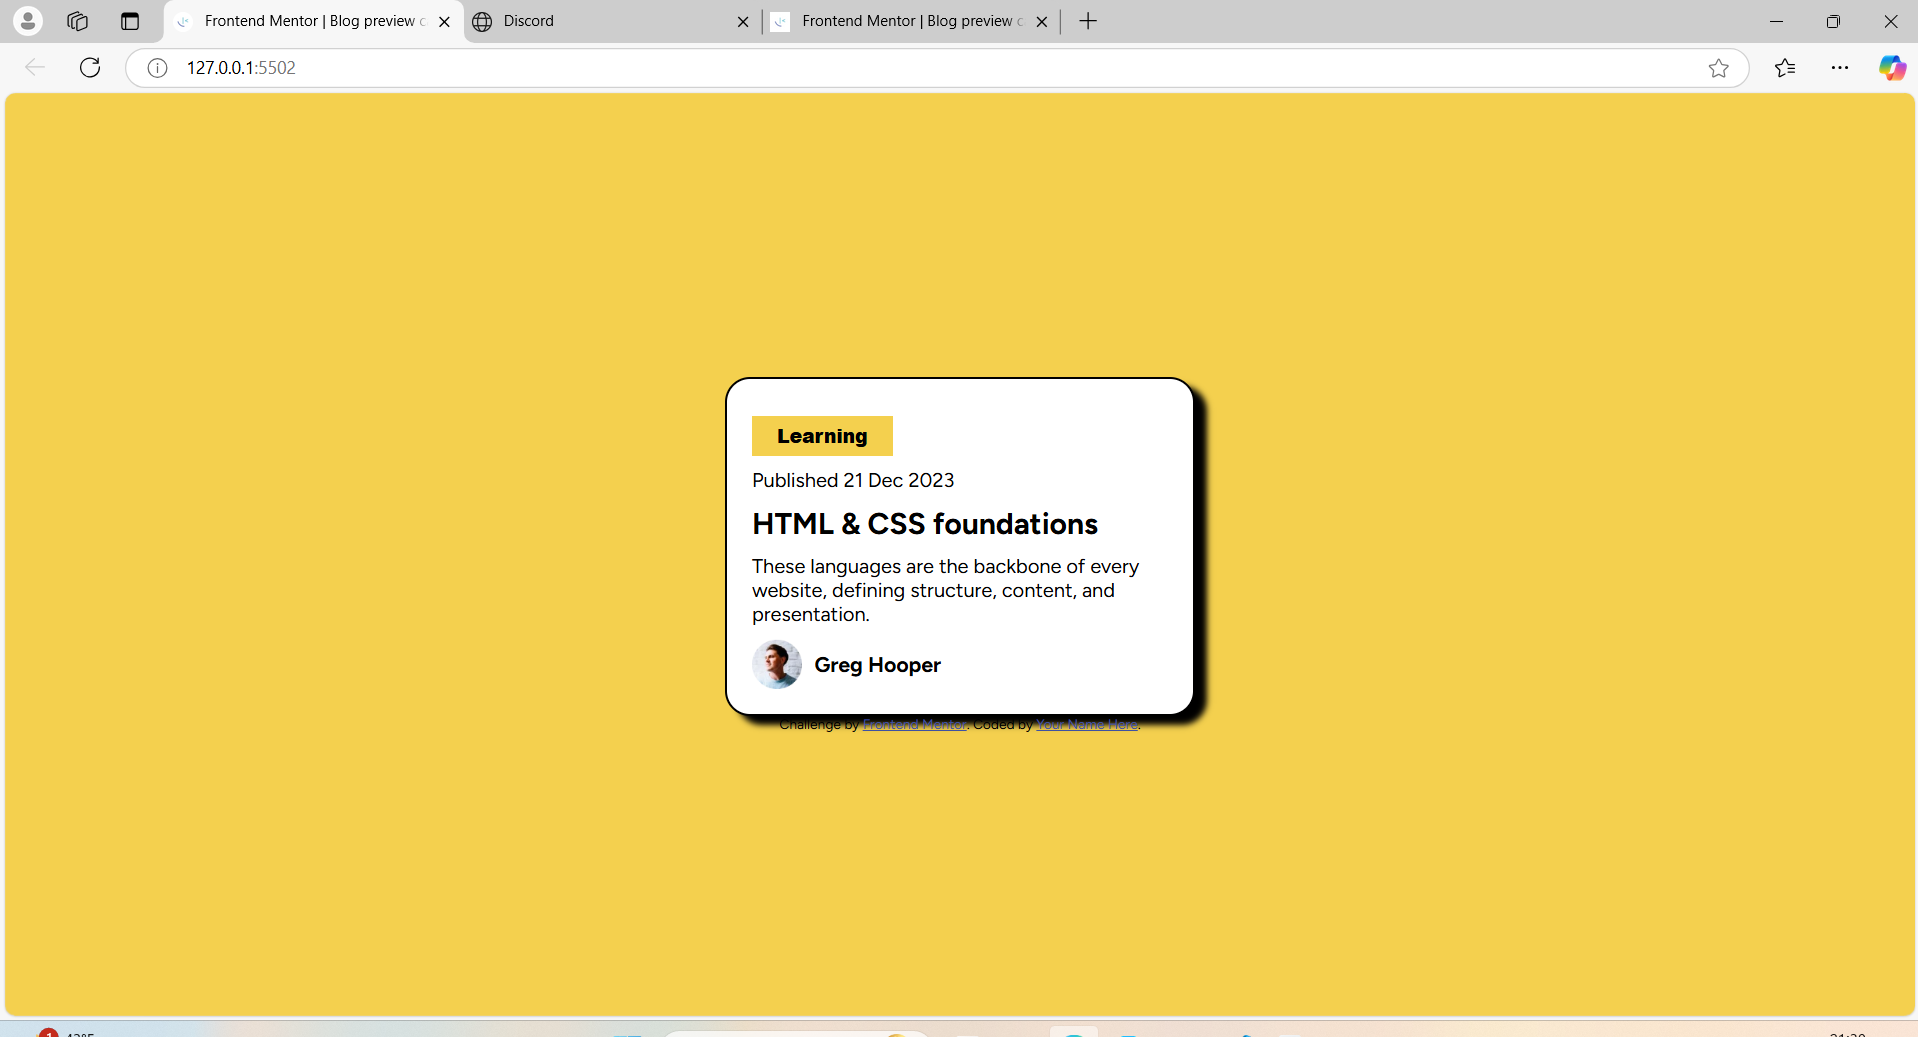 Frontend Mentor | Blog preview c
Discord
Frontend Mentor | Blog preview c
127.0.0.1:5502
Learning
Published 21 Dec 2023
HTML & CSS foundations
These languages are the backbone of every
website, defining structure, content, and
presentation.
Greg Hooper
Challenge by Frontend Mentor. Coded by Your Name Here.